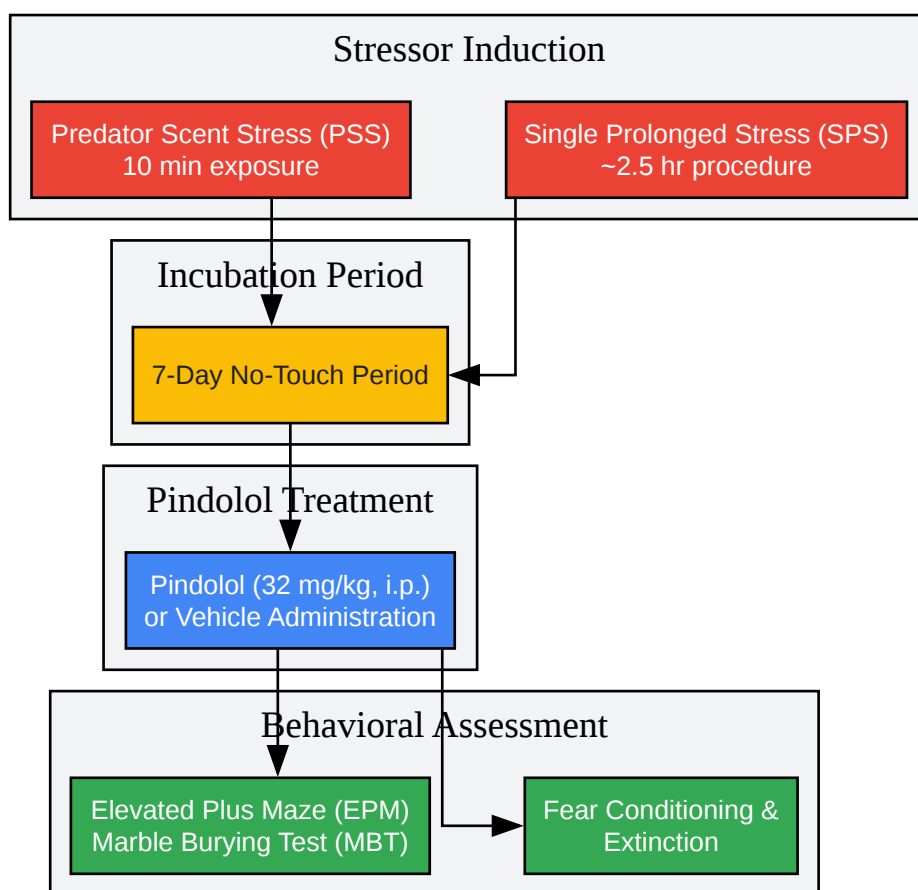 Stressor Induction
Predator Scent Stress (PSS)
10 min exposure
Single Prolonged Stress (SPS)
~2.5 hr procedure
Incubation Period
7-Day No-Touch Period
Pindolol Treatment
Pindolol (32 mg/kg, i.p.)
or Vehicle Administration
Behavioral Assessment
Elevated Plus Maze (EPM)
Marble Burying Test (MBT)
Fear Conditioning &
Extinction